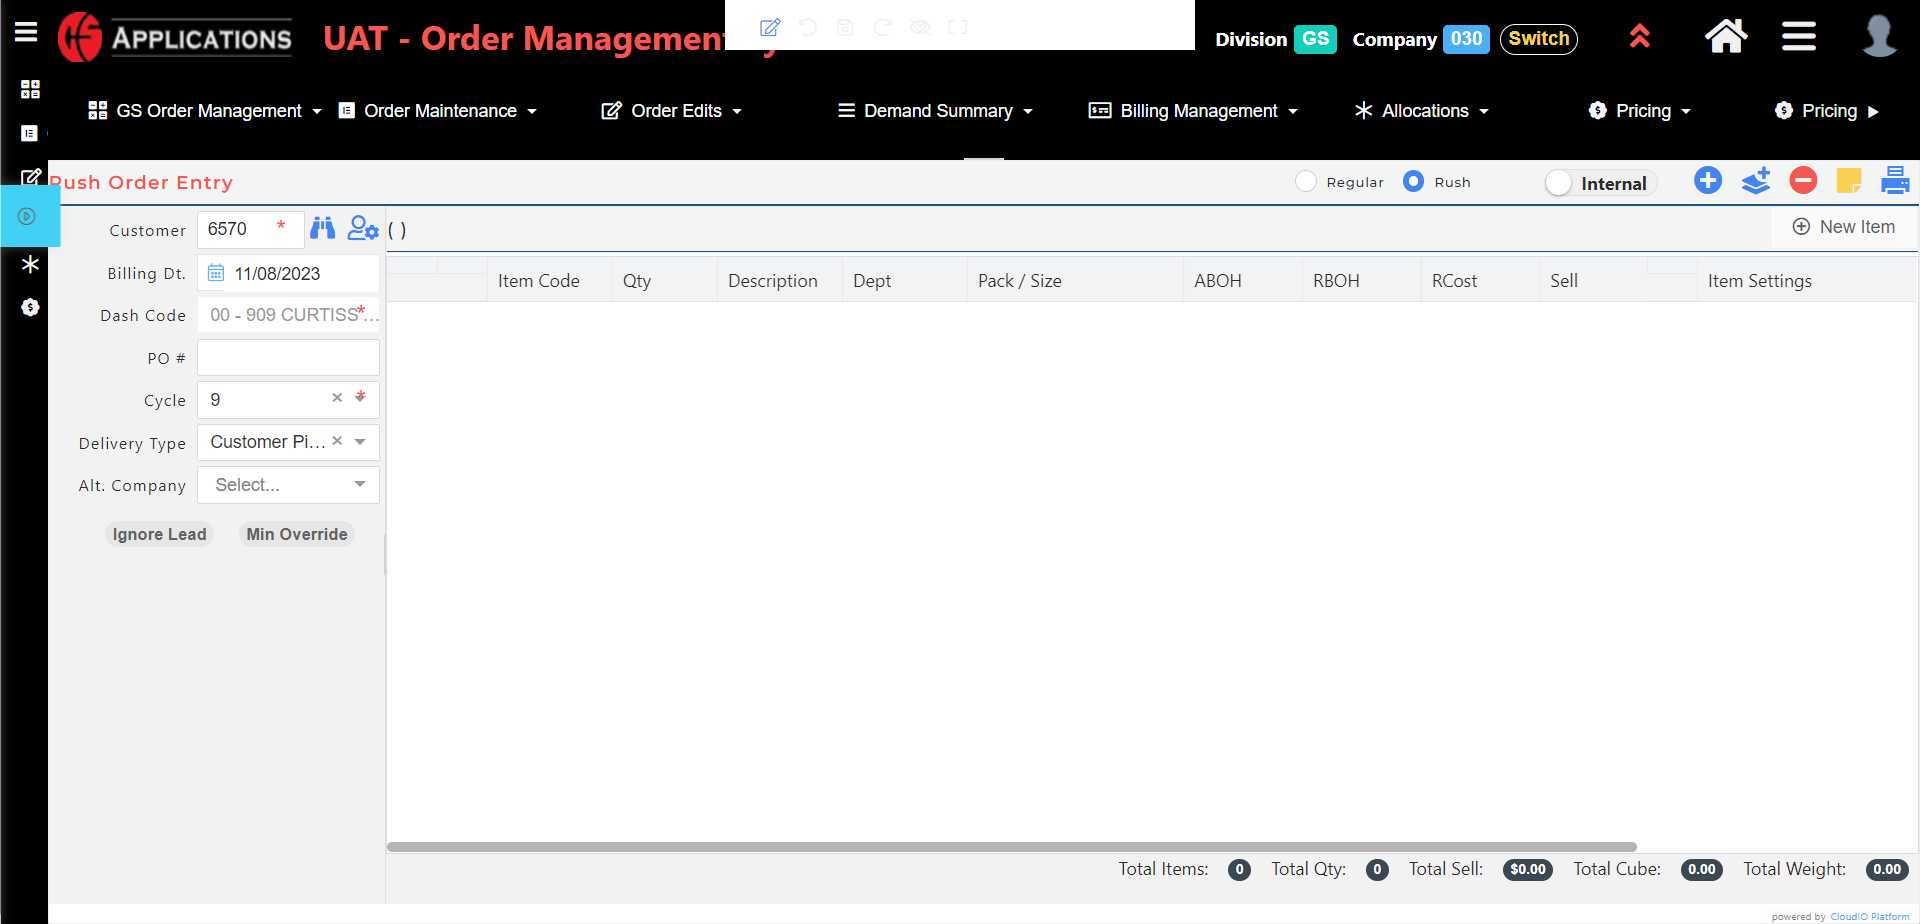 APPLICATIONS
UAT - Order Management
Division GS Company 030 Switch
GS Order Management
Order Maintenance
Order Edits
Demand Summary
Billing Management
Allocations
Pricing
Pricing
Rush Order Entry
Regular
Rush
Internal
Customer 6570 *
( )
New Item
Billing Dt. 11/08/2023
Dash Code 00 - 909 CURTISS ... *
PO #
Cycle 9 *
Delivery Type Customer Pi...
Alt. Company Select...
Ignore Lead
Min Override
Item Code
Qty
Description
Dept
Pack / Size
ABOH
RBOH
RCost
Sell
Item Settings
Total Items: 0 Total Qty: 0 Total Sell: $0.00 Total Cube: 0.00 Total Weight: 0.00
powered by CloudIO Platform